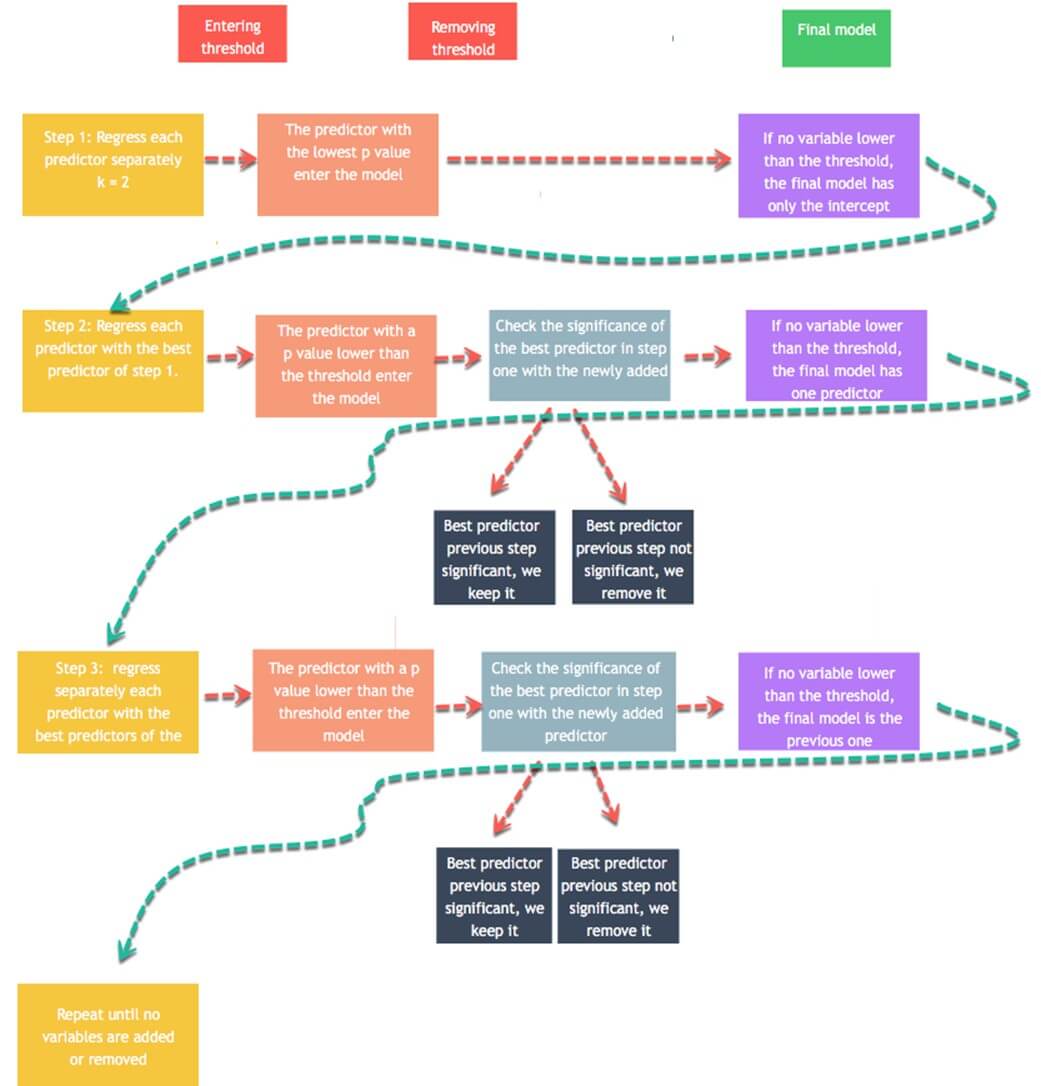 Entering
threshold
Removing
threshold
Final model
Step 1: Regress each
predictor separately
k = 2
The predictor with
the lowest p value
enter the model
If no variable lower
than the threshold,
the final model has
only the intercept
Step 2: Regress each
predictor with the best
predictor of step 1.
The predictor with a
p value lower than
the threshold enter
the model
Check the significance of
the best predictor in step
one with the newly added
If no variable lower
than the threshold,
the final model has
one predictor
Best predictor
previous step
significant, we
keep it
Best predictor
previous step not
significant, we
remove it
Step 3: regress
separately each
predictor with the
best predictors of the
The predictor with a p
value lower than the
threshold enter the
model
Check the significance of
the best predictor in step
one with the newly added
predictor
If no variable lower
than the threshold,
the final model is the
previous one
Best predictor
previous step
significant, we
keep it
Best predictor
previous step not
significant, we
remove it
Repeat until no
variables are added
or removed